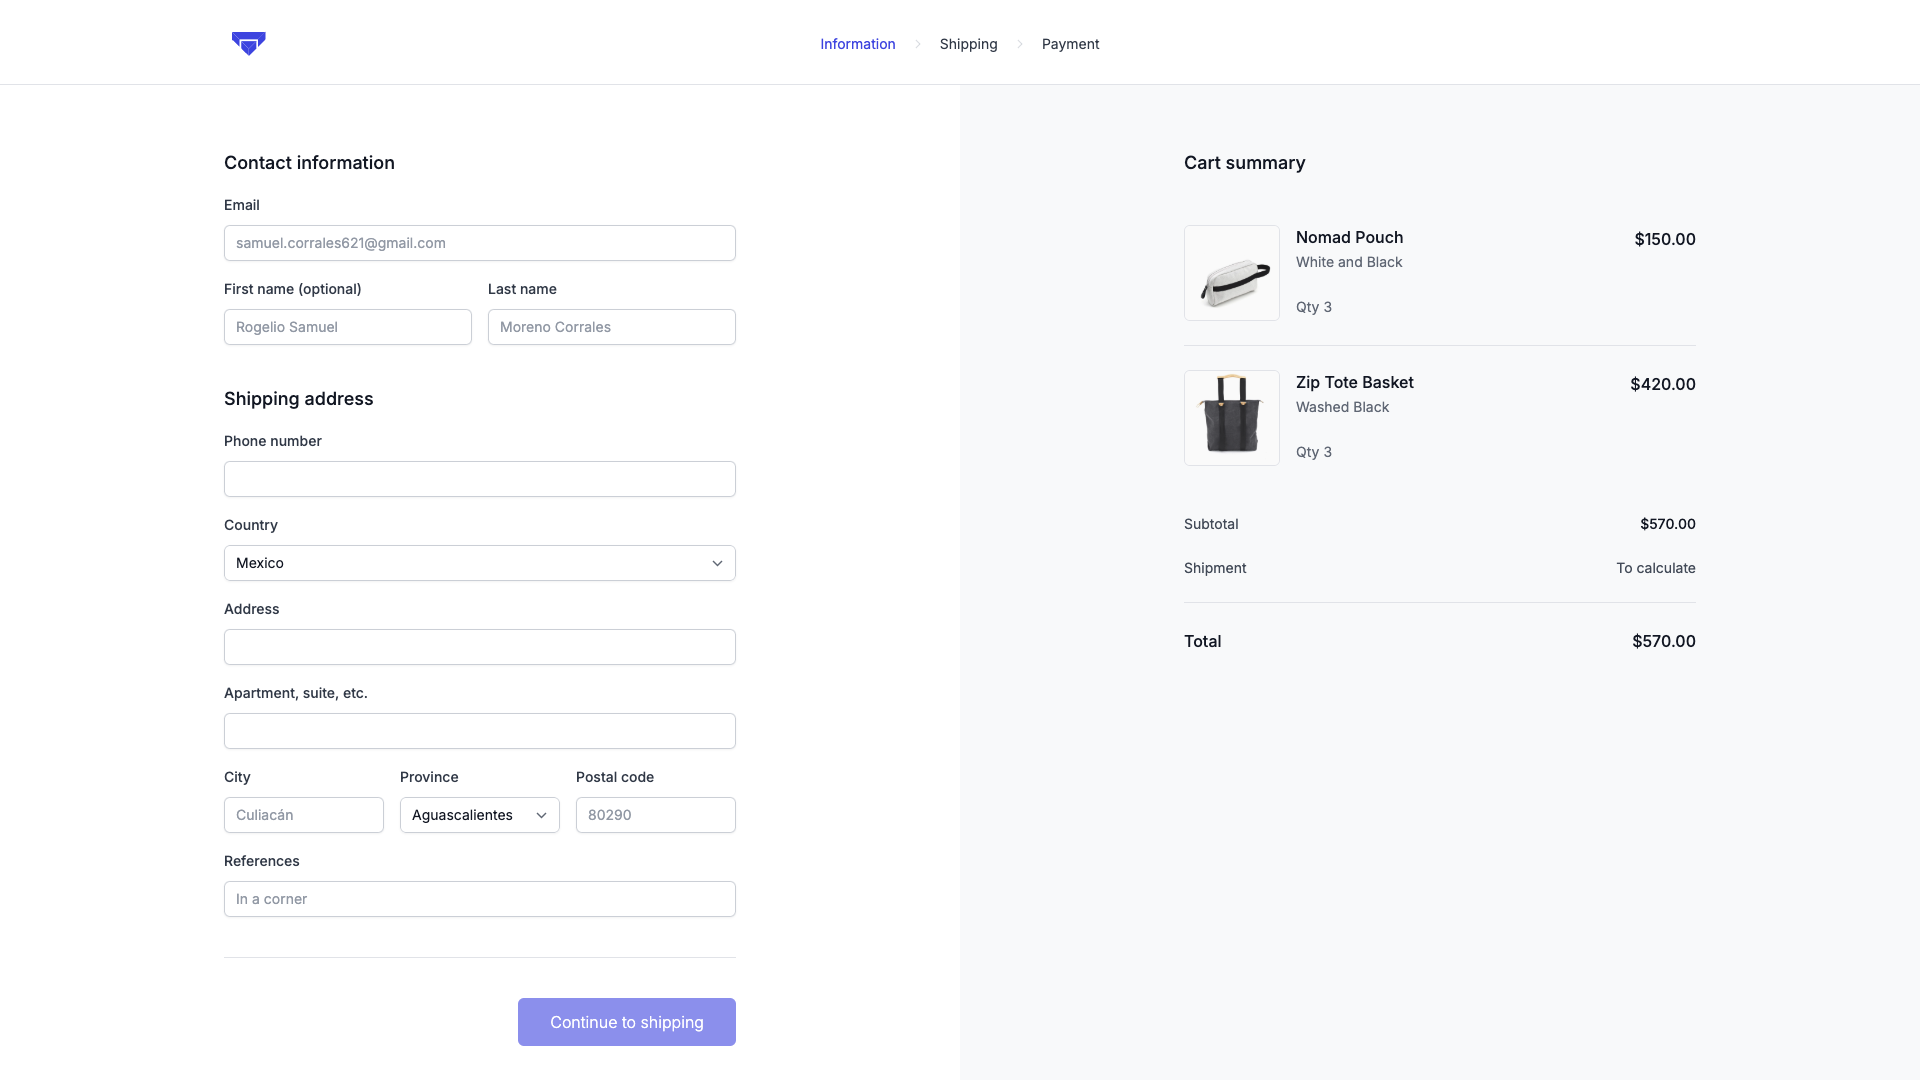 Information
Shipping
Payment
Contact information
Email
samuel.corrales621@gmail.com
First name (optional)
Last name
Rogelio Samuel
Moreno Corrales
Shipping address
Phone number
Country
Mexico
Address
Apartment, suite, etc.
City
Province
Postal code
Culiacán
Aguascalientes
80290
References
In a corner
Continue to shipping
Cart summary
Nomad Pouch
$150.00
White and Black
Qty 3
Zip Tote Basket
$420.00
Washed Black
Qty 3
Subtotal
$570.00
Shipment
To calculate
Total
$570.00